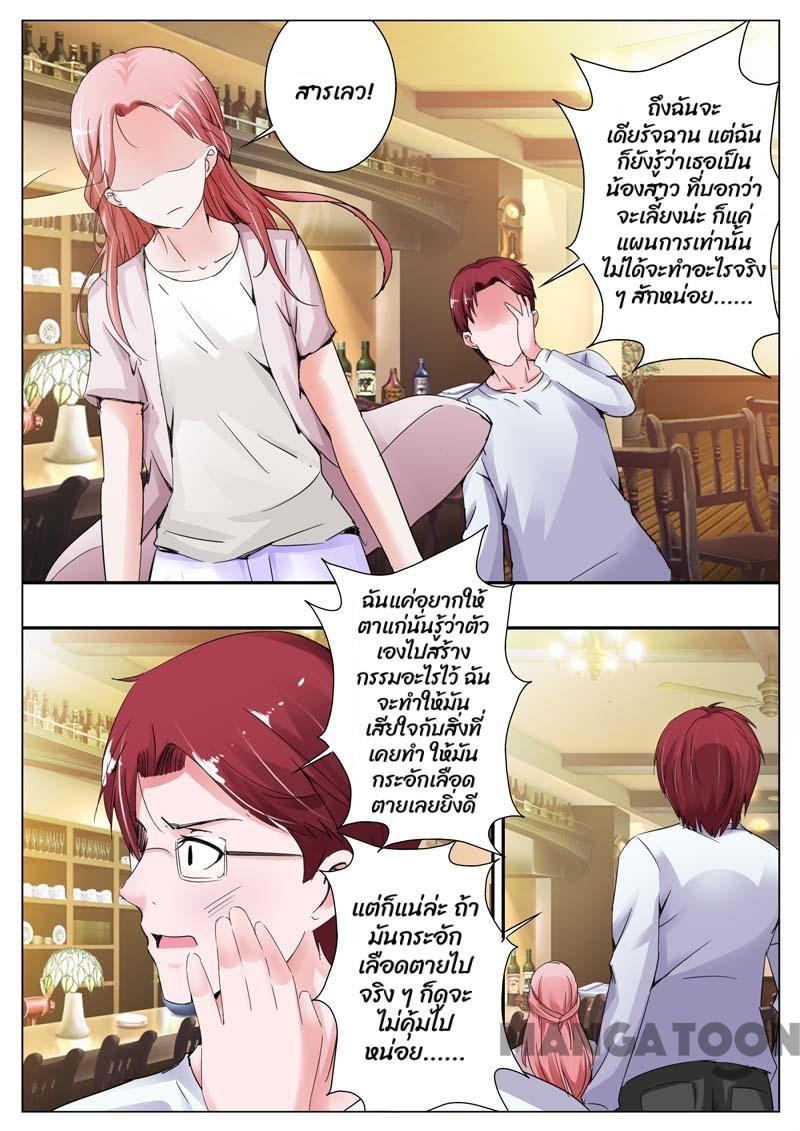 สารเลว!
ถึงฉันจะ
เดียรัจฉาน แต่ฉัน
ก็ยังรู้ว่าเธอเป็น
น้องสาว ที่บอกว่า
จะเลี้ยงน่ะ ก็แค่
แผนการเท่านั้น
ไม่ได้จะทำอะไรจริง
ๆ สักหน่อย......
ฉันแค่อยากให้
ตาแก่นั่นรู้ว่าตัว
เองไปสร้าง
กรรมอะไรไว้ ฉัน
จะทำให้มัน
เสียใจกับสิ่งที่
เคยทำ ให้มัน
กระอักเลือด
ตายเลยยิ่งดี
แต่ก็แน่ล่ะ ถ้า
มันกระอัก
เลือดตายไป
จริง ๆ ก็ดูจะ
ไม่คุ้มไป
หน่อย......
MANGATOON